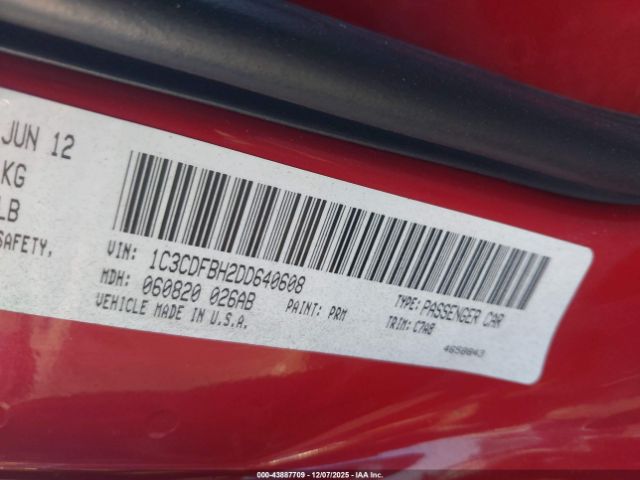 JUN 12
KG
LB
SAFETY,
VIN: 1C3CDFBH2DD640608
MDH: 060820 026AB
PAINT: PRM
TYPE: PASSENGER CAR
VEHICLE MADE IN U.S.A.
TRIM: C7A8
4650843
000-43887709 - 12/07/2025 - IAA Inc.